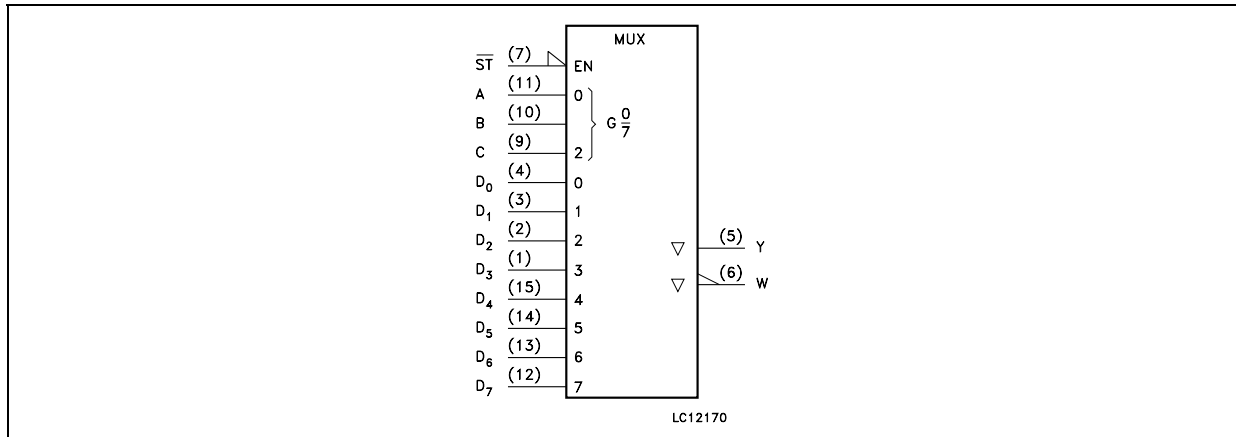 MUX
S̅T̅ (7) EN
A (11) 0
B (10) G 0/7
C (9) 2
D₀ (4) 0
D₁ (3) 1
D₂ (2) 2
(5) Y
D₃ (1) 3
(6) W
D₄ (15) 4
D₅ (14) 5
D₆ (13) 6
D₇ (12) 7
LC12170